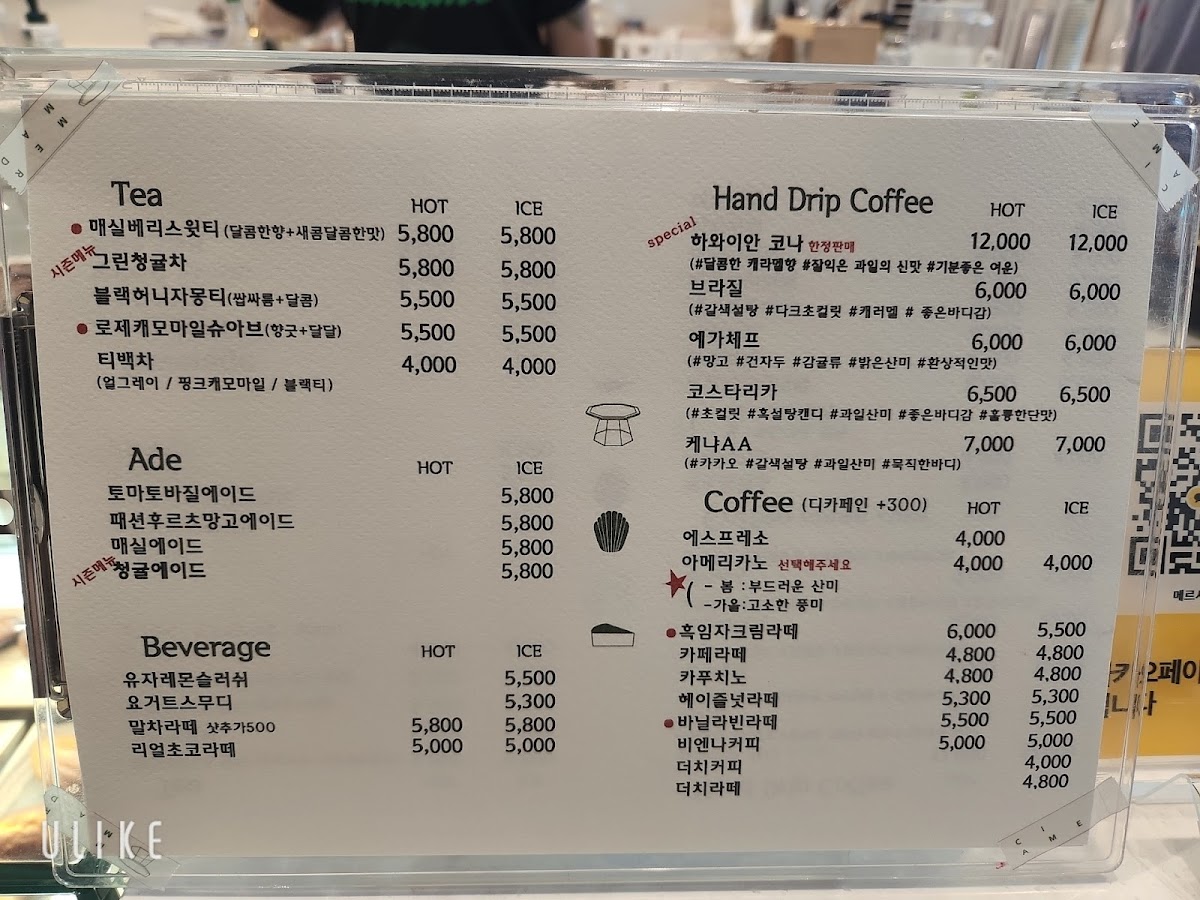 Tea HOT ICE
매실베리스윗티 (달콤한향+새콤달콤한맛) 5,800 5,800
시즌메뉴
그린청귤차 5,800 5,800
블랙허니자몽티(쌉싸름+달콤) 5,500 5,500
로제캐모마일슈아브(향긋+달달) 5,500 5,500
티백차 4,000 4,000
(얼그레이 / 핑크캐모마일 / 블랙티)
Ade HOT ICE
토마토바질에이드 5,800
패션후르츠망고에이드 5,800
매실에이드 5,800
시즌메뉴
청귤에이드 5,800
Beverage HOT ICE
유자레몬슬러쉬 5,500
요거트스무디 5,300
말차라떼 샷추가500 5,800 5,800
리얼초코라떼 5,000 5,000
Hand Drip Coffee HOT ICE
special
하와이안 코나 한정판매 12,000 12,000
(#달콤한 캐라멜향 #잘익은 과일의 신맛 #기분좋은 여운)
브라질 6,000 6,000
(#갈색설탕 #다크초컬릿 #캐러멜 # 좋은바디감)
예가체프 6,000 6,000
(#망고 #건자두 #감귤류 #밝은산미 #환상적인맛)
코스타리카 6,500 6,500
(#초컬릿 #흑설탕캔디 #과일산미 #좋은바디감 #훌륭한단맛)
케냐AA 7,000 7,000
(#카카오 #갈색설탕 #과일산미 #묵직한바디)
Coffee (디카페인 +300) HOT ICE
에스프레소 4,000
아메리카노 선택해주세요 4,000 4,000
( - 봄 :부드러운 산미
-가을:고소한 풍미
흑임자크림라떼 6,000 5,500
카페라떼 4,800 4,800
카푸치노 4,800 4,800
헤이즐넛라떼 5,300 5,300
바닐라빈라떼 5,500 5,500
비엔나커피 5,000 5,000
더치커피 4,000
더치라떼 4,800
ULIKE